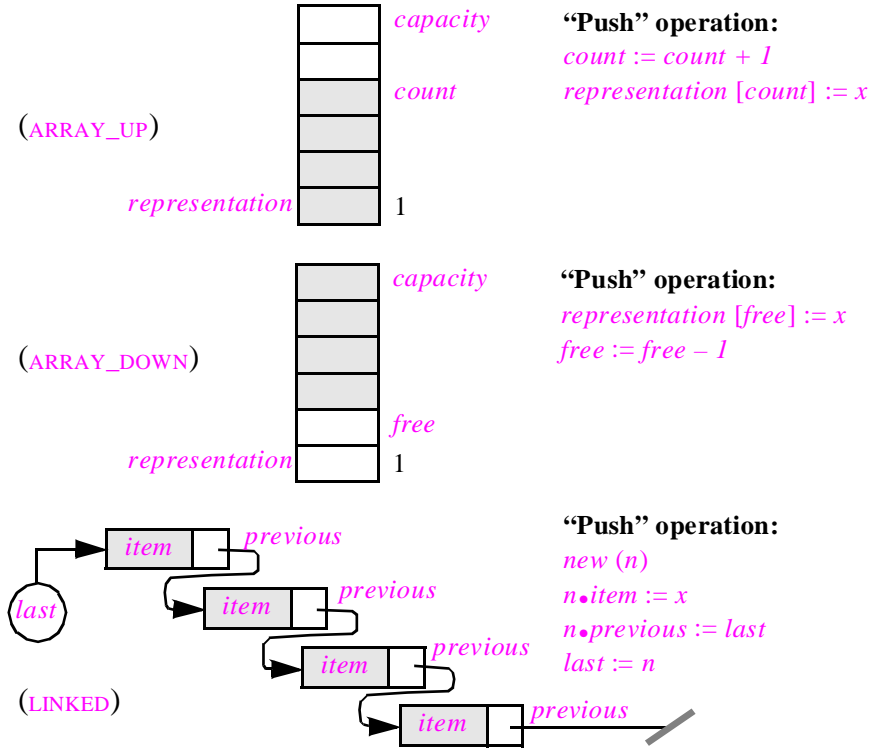 capacity
“Push” operation:
count := count + 1
count
representation [count] := x
(ARRAY_UP)
representation
1
capacity
“Push” operation:
representation [free] := x
free := free – 1
(ARRAY_DOWN)
free
representation
1
“Push” operation:
item
previous
new (n)
last
item
previous
n•item := x
n•previous := last
item
previous
last := n
(LINKED)
item
previous